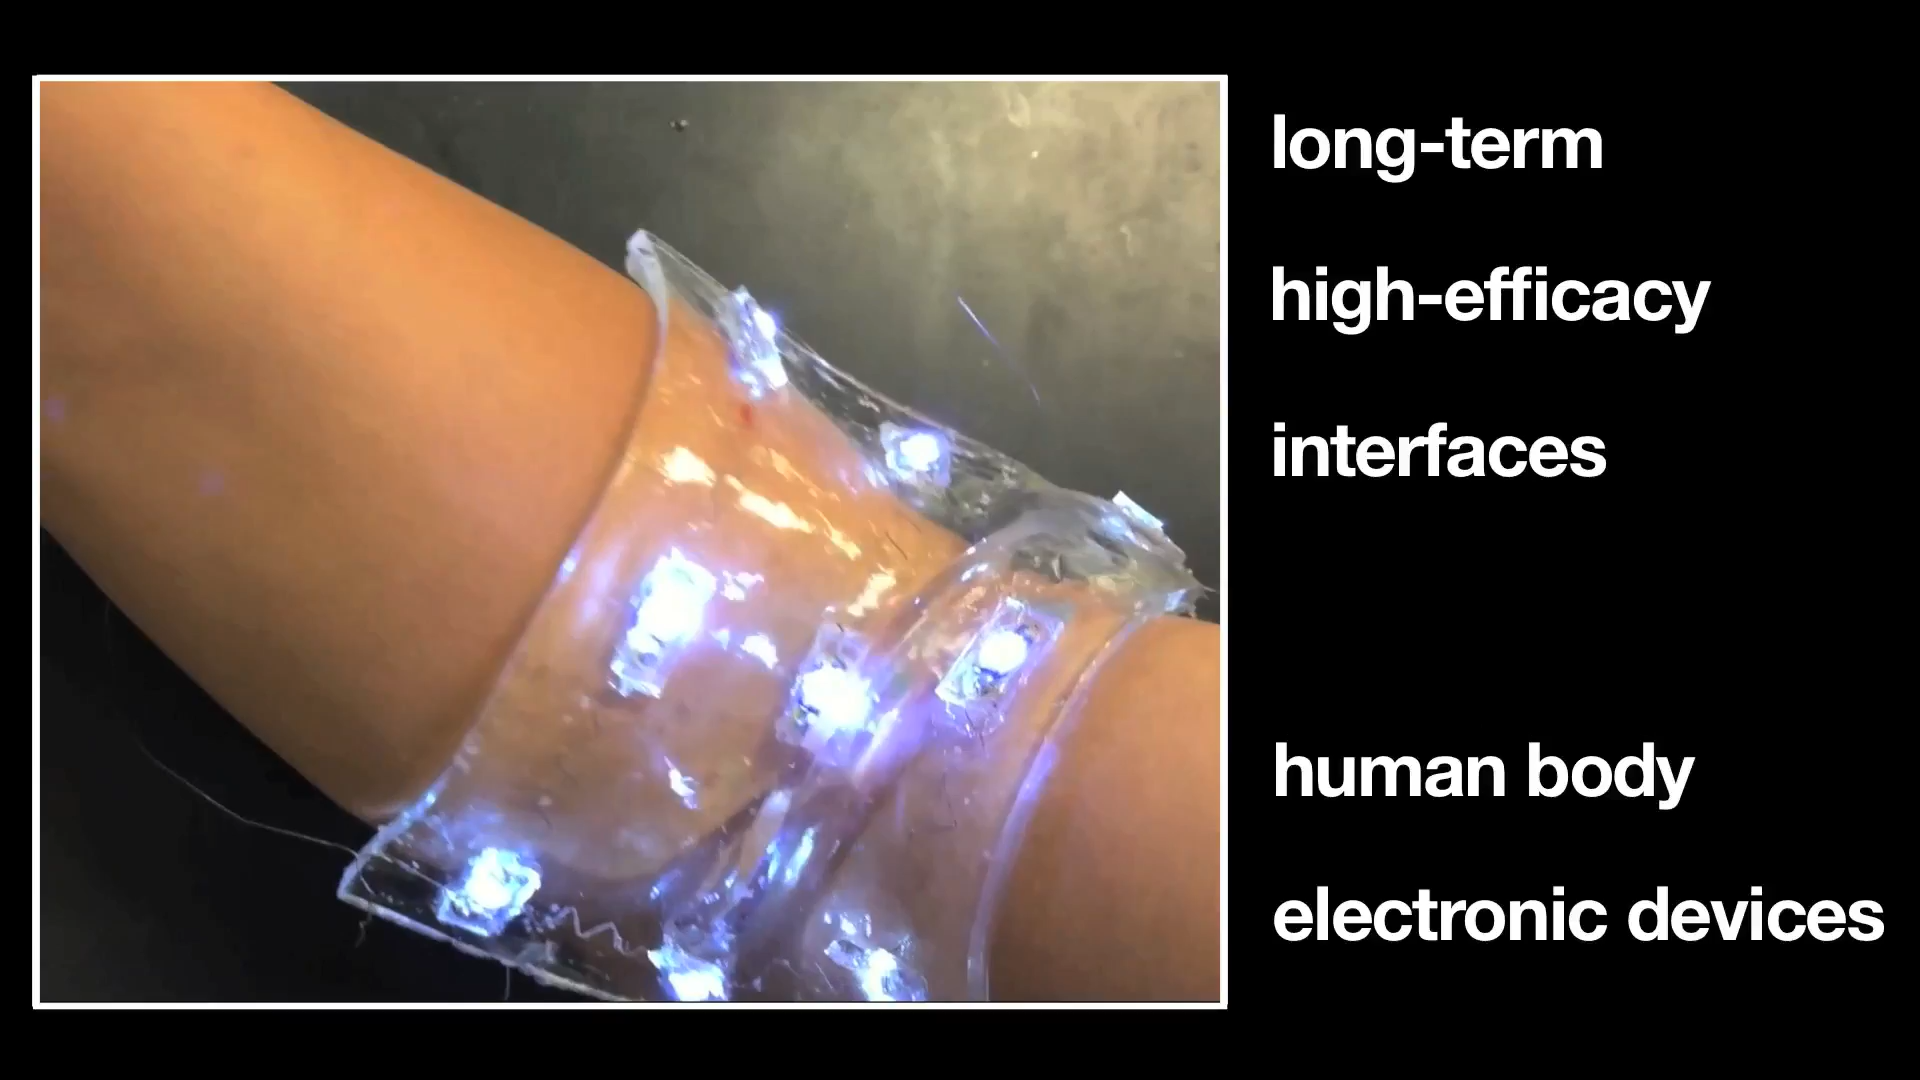 long-term
high-efficacy
interfaces
human body
electronic devices